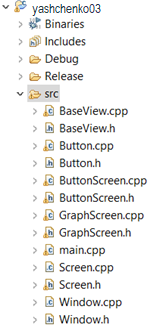 yashchenko03
Binaries
Includes
Debug
Release
src
BaseView.cpp
BaseView.h
Button.cpp
Button.h
ButtonScreen.cpp
ButtonScreen.h
GraphScreen.cpp
GraphScreen.h
main.cpp
Screen.cpp
Screen.h
Window.cpp
Window.h